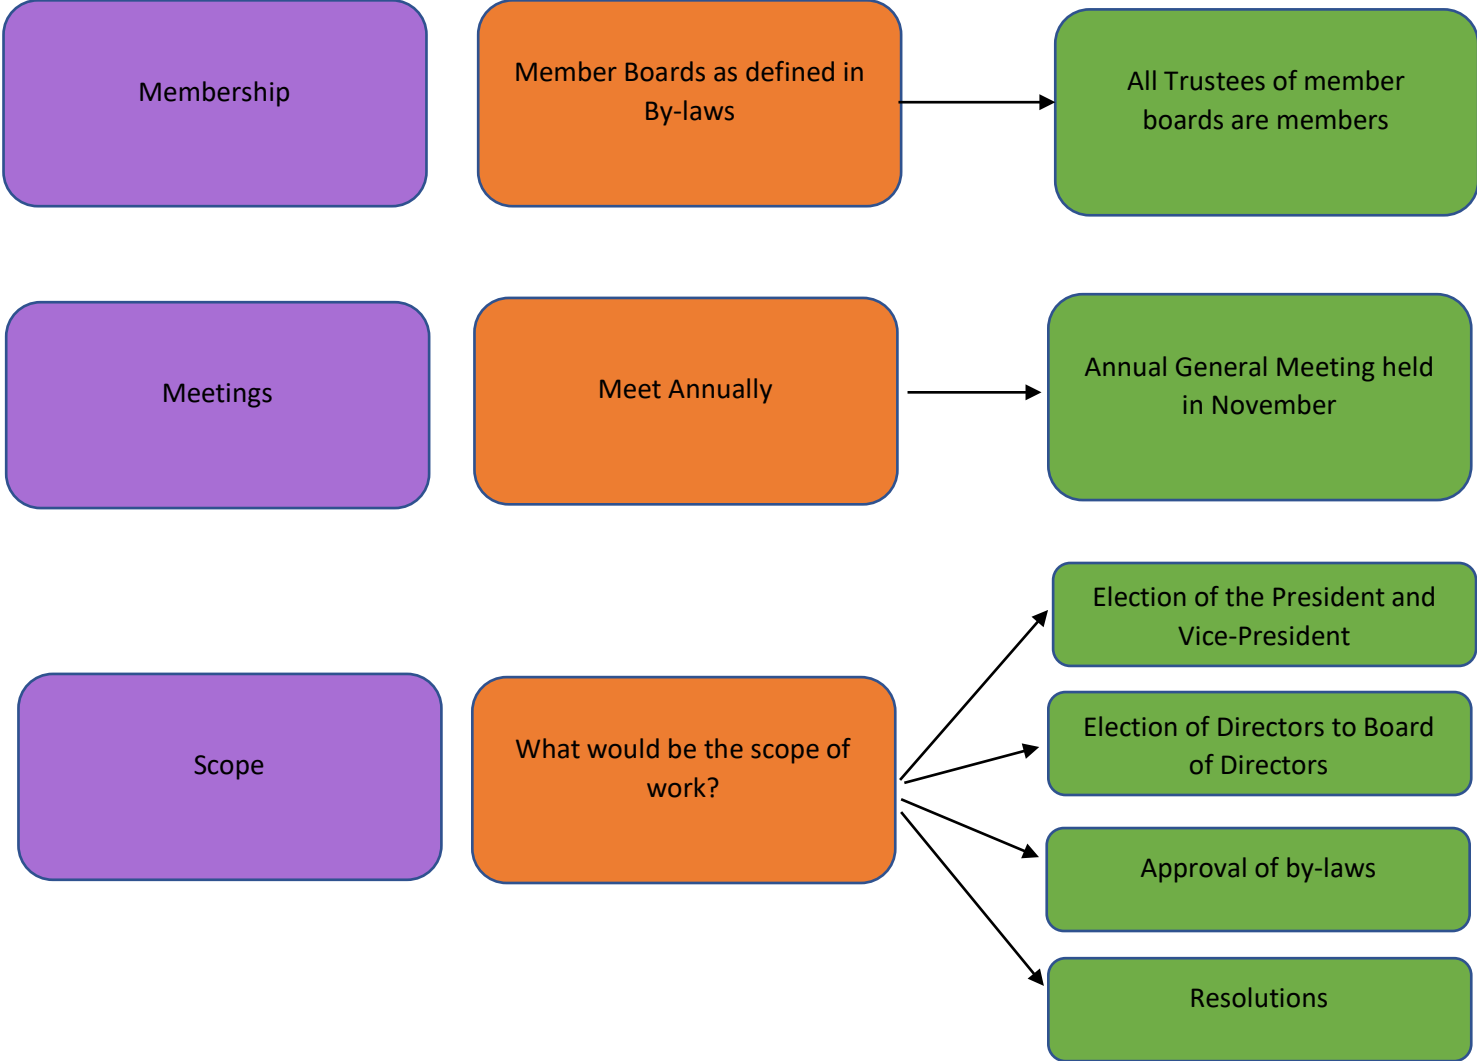 Membership
Member Boards as defined in
By-laws
All Trustees of member
boards are members
Meetings
Meet Annually
Annual General Meeting held
in November
Scope
What would be the scope of
work?
Election of the President and
Vice-President
Election of Directors to Board
of Directors
Approval of by-laws
Resolutions